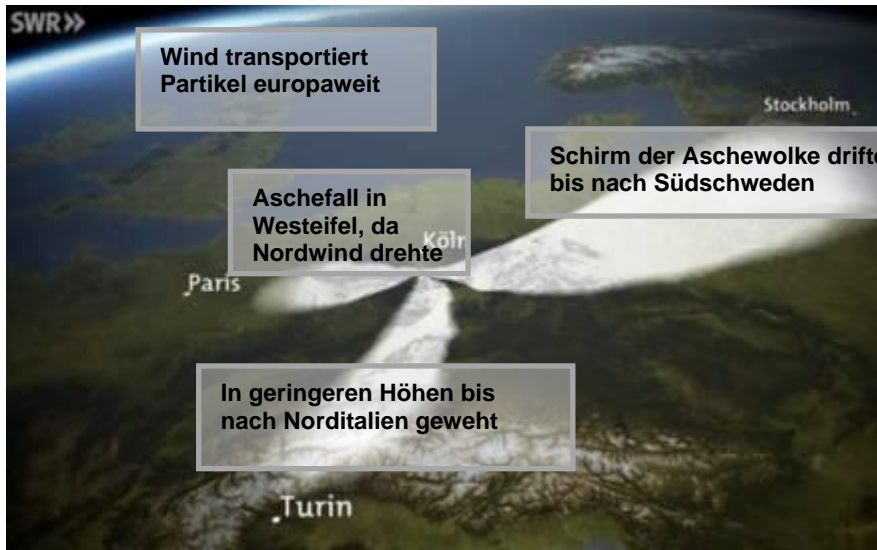 SWR»
Wind transportiert
Partikel europaweit
Stockholm
Schirm der Aschewolke drifte
bis nach Südschweden
Aschefall in
Westeifel, da
Nordwind drehte
Köln
Paris
In geringeren Höhen bis
nach Norditalien geweht
Turin